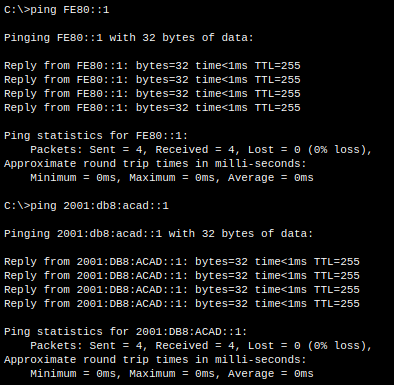 C:\>ping FE80::1
Pinging FE80::1 with 32 bytes of data:
Reply from FE80::1: bytes=32 time<1ms TTL=255
Reply from FE80::1: bytes=32 time<1ms TTL=255
Reply from FE80::1: bytes=32 time<1ms TTL=255
Reply from FE80::1: bytes=32 time<1ms TTL=255
Ping statistics for FE80::1:
    Packets: Sent = 4, Received = 4, Lost = 0 (0% loss),
Approximate round trip times in milli-seconds:
    Minimum = 0ms, Maximum = 0ms, Average = 0ms
C:\>ping 2001:db8:acad::1
Pinging 2001:db8:acad::1 with 32 bytes of data:
Reply from 2001:DB8:ACAD::1: bytes=32 time<1ms TTL=255
Reply from 2001:DB8:ACAD::1: bytes=32 time<1ms TTL=255
Reply from 2001:DB8:ACAD::1: bytes=32 time<1ms TTL=255
Reply from 2001:DB8:ACAD::1: bytes=32 time<1ms TTL=255
Ping statistics for 2001:DB8:ACAD::1:
    Packets: Sent = 4, Received = 4, Lost = 0 (0% loss),
Approximate round trip times in milli-seconds:
    Minimum = 0ms, Maximum = 0ms, Average = 0ms